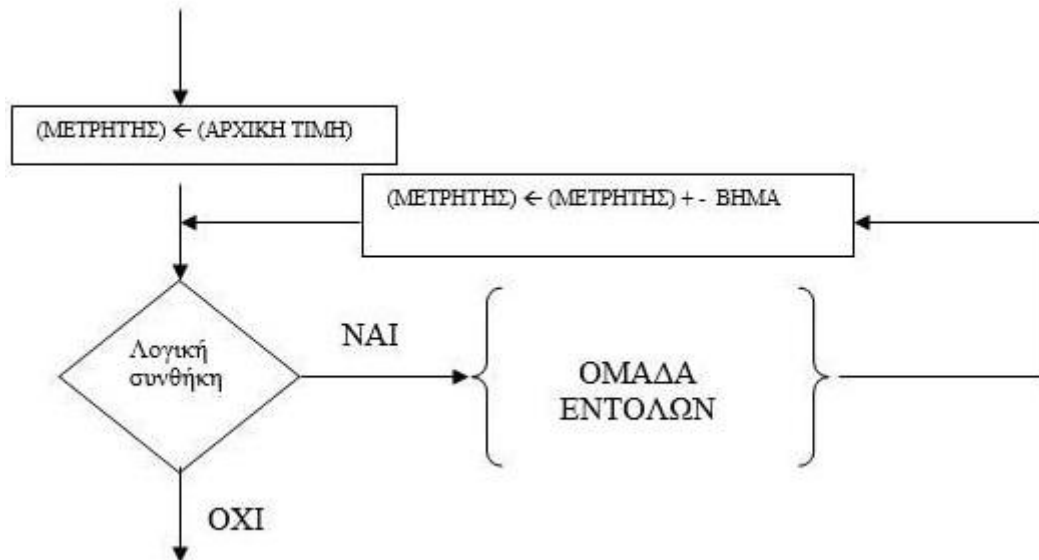 (ΜΕΤΡΗΤΗΣ) ← (ΑΡΧΙΚΗ ΤΙΜΗ)
(ΜΕΤΡΗΤΗΣ) ← (ΜΕΤΡΗΤΗΣ) + - ΒΗΜΑ
Λογική
συνθήκη
ΝΑΙ
ΟΜΑΔΑ
ΕΝΤΟΛΩΝ
ΟΧΙ